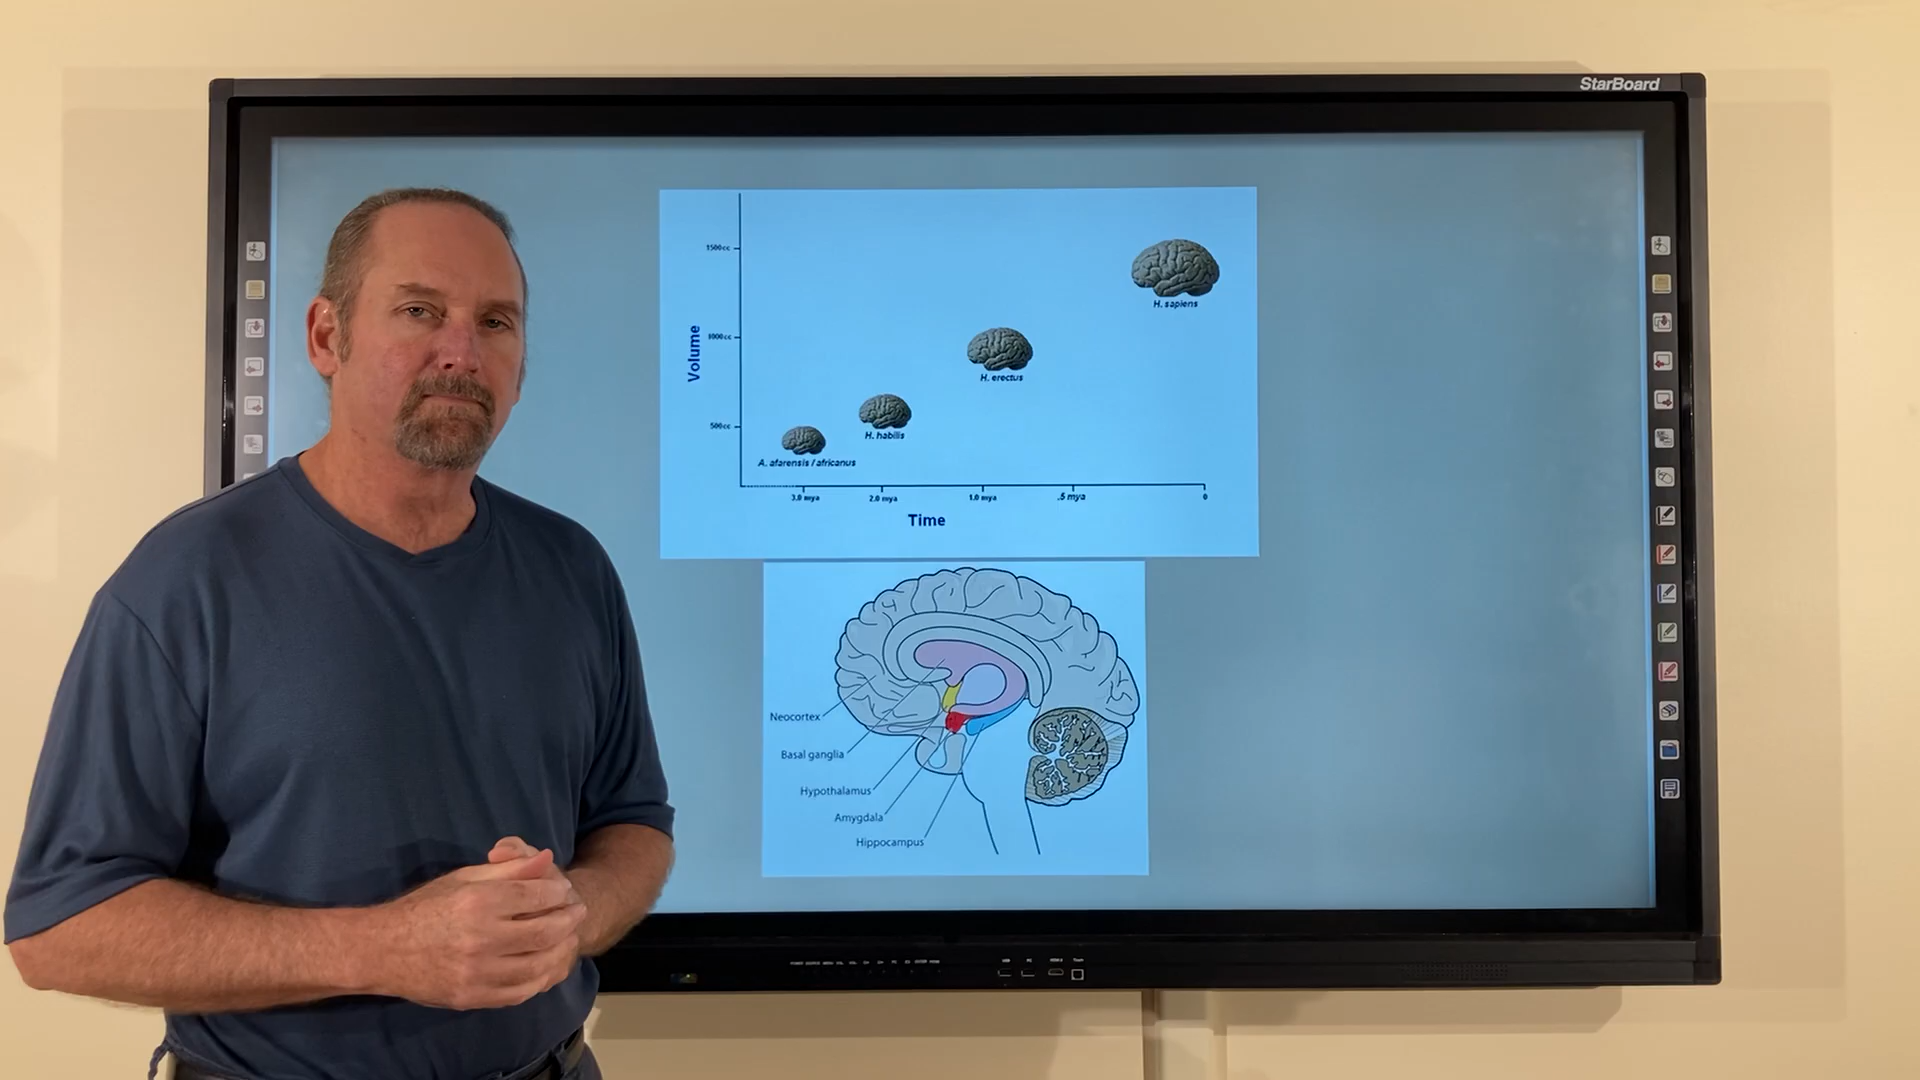 StarBoard
1500cc
H. sapiens
Volume
1000cc
H. erectus
500cc
H. habilis
A. afarensis / africanus
3.0 mya
2.0 mya
1.0 mya
.5 mya
0
Time
Neocortex
Basal ganglia
Hypothalamus
Amygdala
Hippocampus